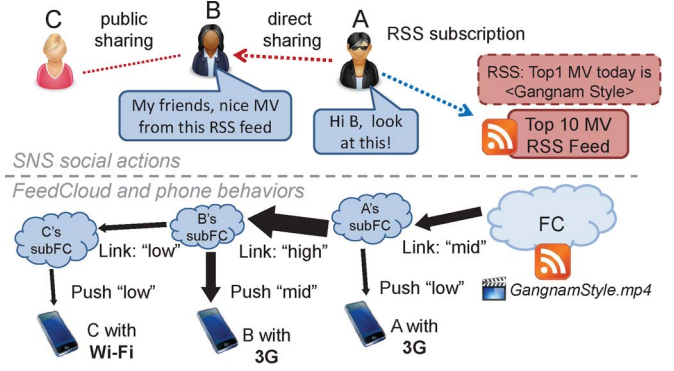 C
public
sharing
B
direct
sharing
A
RSS subscription
RSS: Top1 MV today is
<Gangnam Style>
My friends, nice MV
from this RSS feed
Hi B, look
at this!
Top 10 MV
RSS Feed
SNS social actions
FeedCloud and phone behaviors
C's
subFC
B's
subFC
A's
subFC
FC
Link: "low"
Link: "high"
Link: "mid"
Push "low"
Push "mid"
Push "low"
GangnamStyle.mp4
C with
Wi-Fi
B with
3G
A with
3G